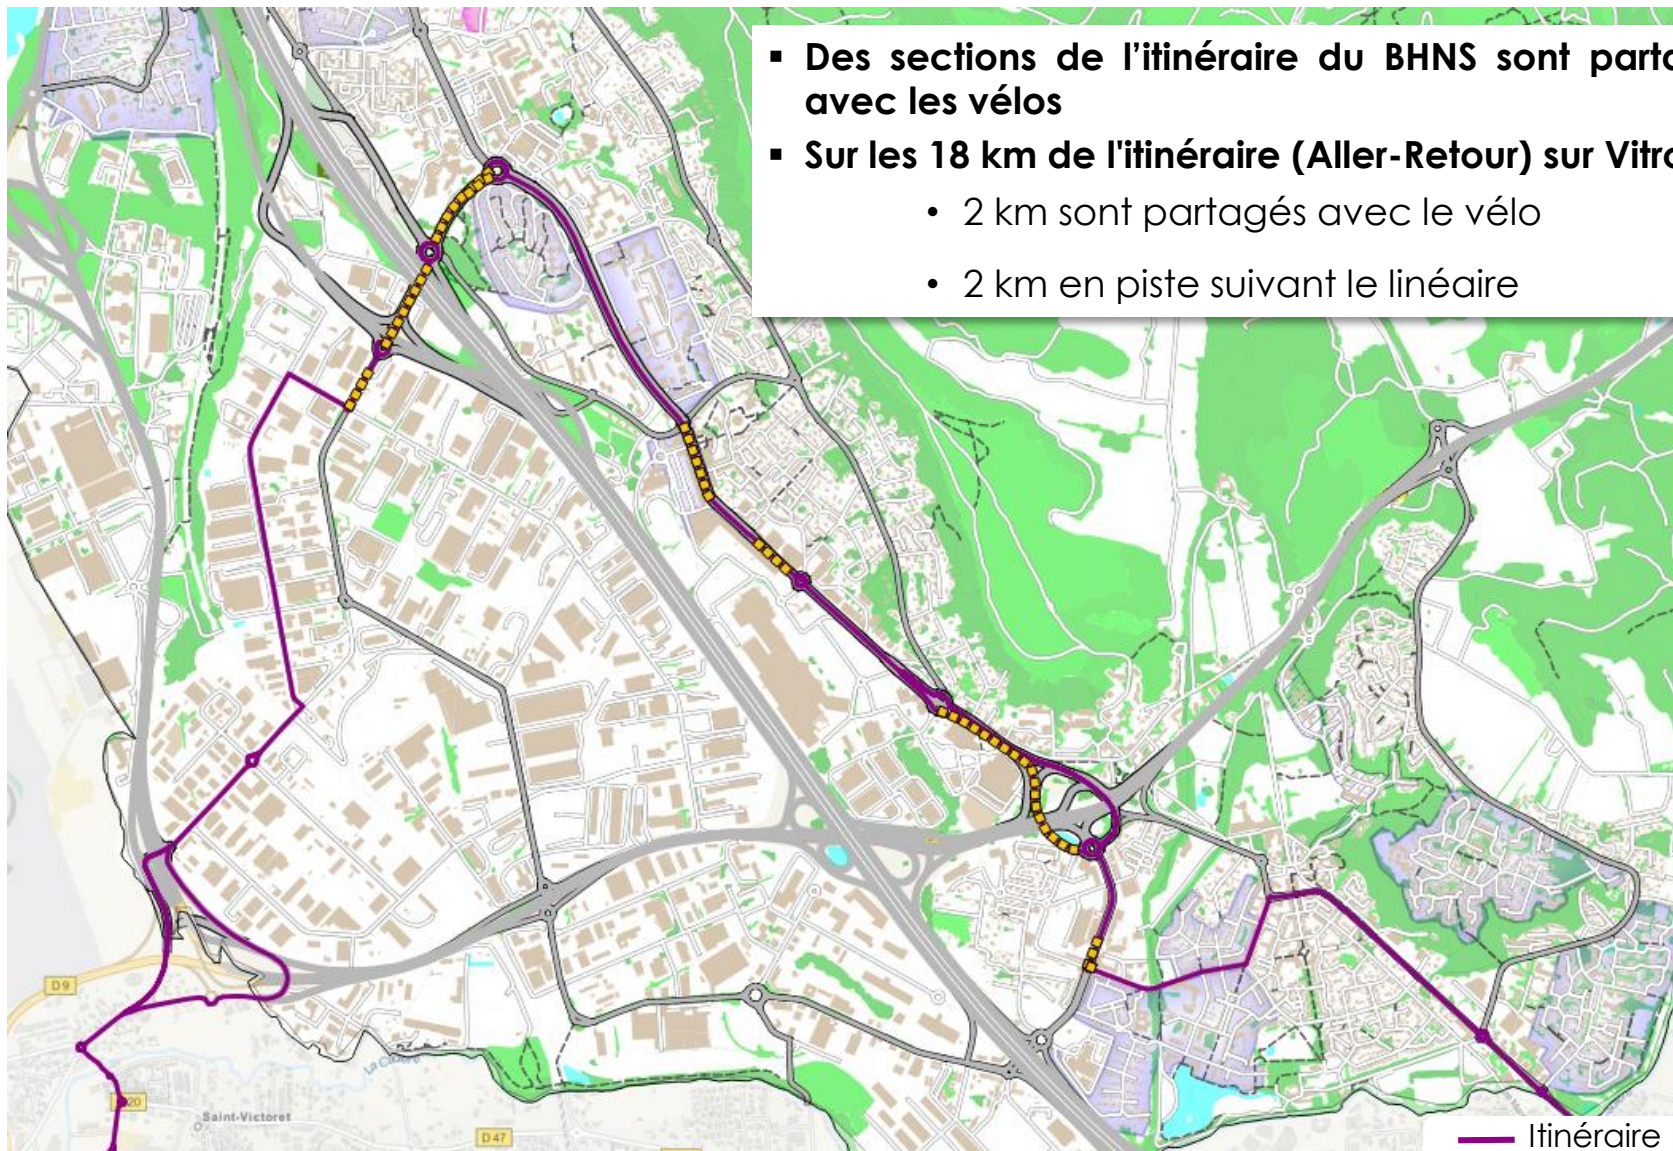 ▪ Des sections de l’itinéraire du BHNS sont parta
avec les vélos
▪ Sur les 18 km de l'itinéraire (Aller-Retour) sur Vitro
• 2 km sont partagés avec le vélo
• 2 km en piste suivant le linéaire
D9
20
Saint-Victoret
D47
Itinéraire